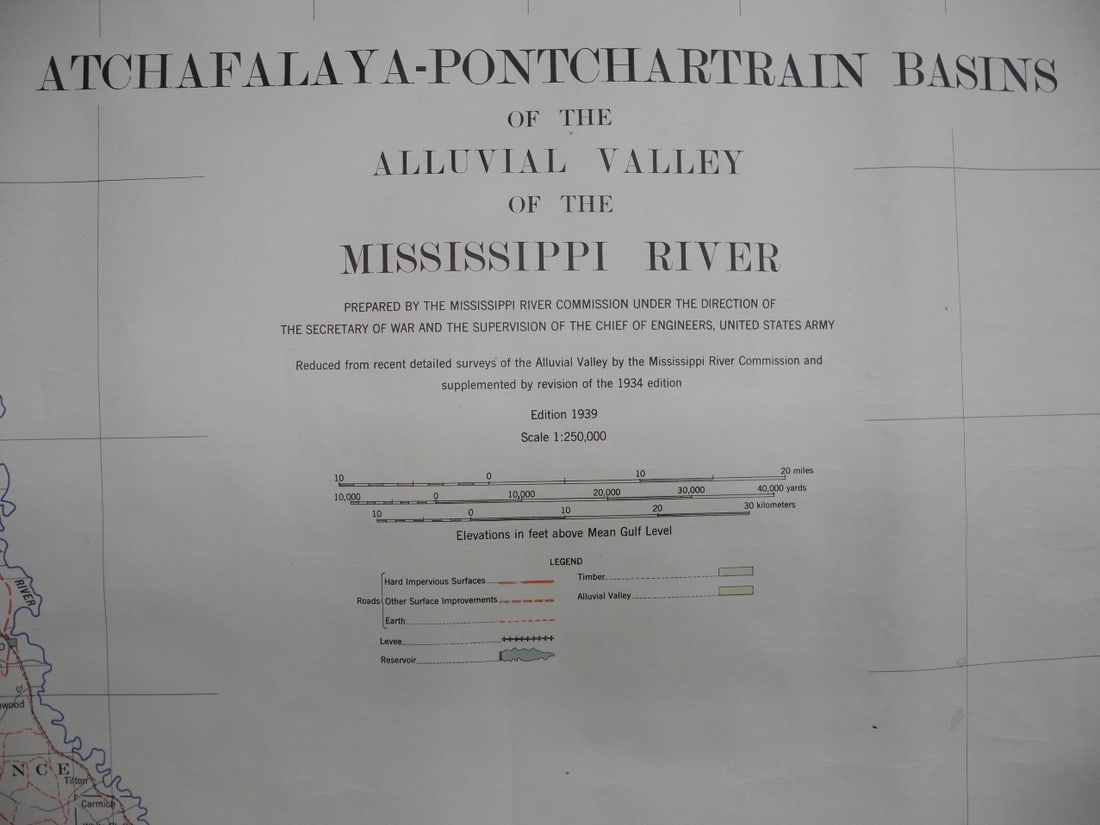 ATCHAFALAYA-PONTCHARTRAIN BASINS
OF THE
ALLUVIAL VALLEY
OF THE
MISSISSIPPI RIVER
PREPARED BY THE MISSISSIPPI RIVER COMMISSION UNDER THE DIRECTION OF
THE SECRETARY OF WAR AND THE SUPERVISION OF THE CHIEF OF ENGINEERS, UNITED STATES ARMY
Reduced from recent detailed surveys of the Alluvial Valley by the Mississippi River Commission and
supplemented by revision of the 1934 edition
Edition 1939
Scale 1:250,000
10 0 10 20 miles
10,000 0 10,000 20,000 30,000 40,000 yards
10 0 10 20 30 kilometers
Elevations in feet above Mean Gulf Level
LEGEND
Hard Impervious Surfaces
Roads Other Surface Improvements
Earth
Levee
Reservoir
Timber
Alluvial Valley
RIVER
wood
NCE
Tilton
Carmich